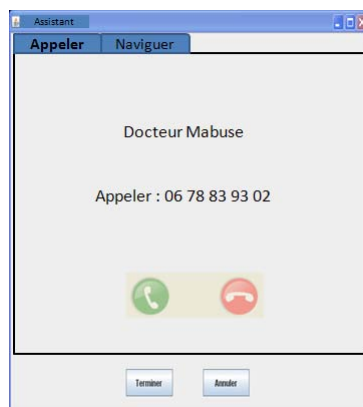 Assistant
Appeler Naviguer
Docteur Mabuse
Appeler : 06 78 83 93 02
Terminer Annuler